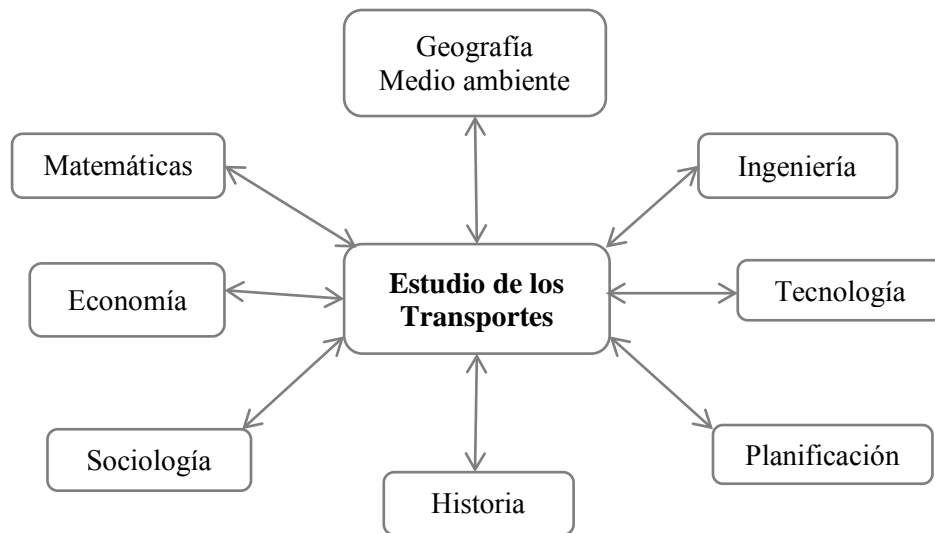 Geografía
Medio ambiente
Matemáticas
Ingeniería
Economía
Estudio de los
Transportes
Tecnología
Sociología
Planificación
Historia